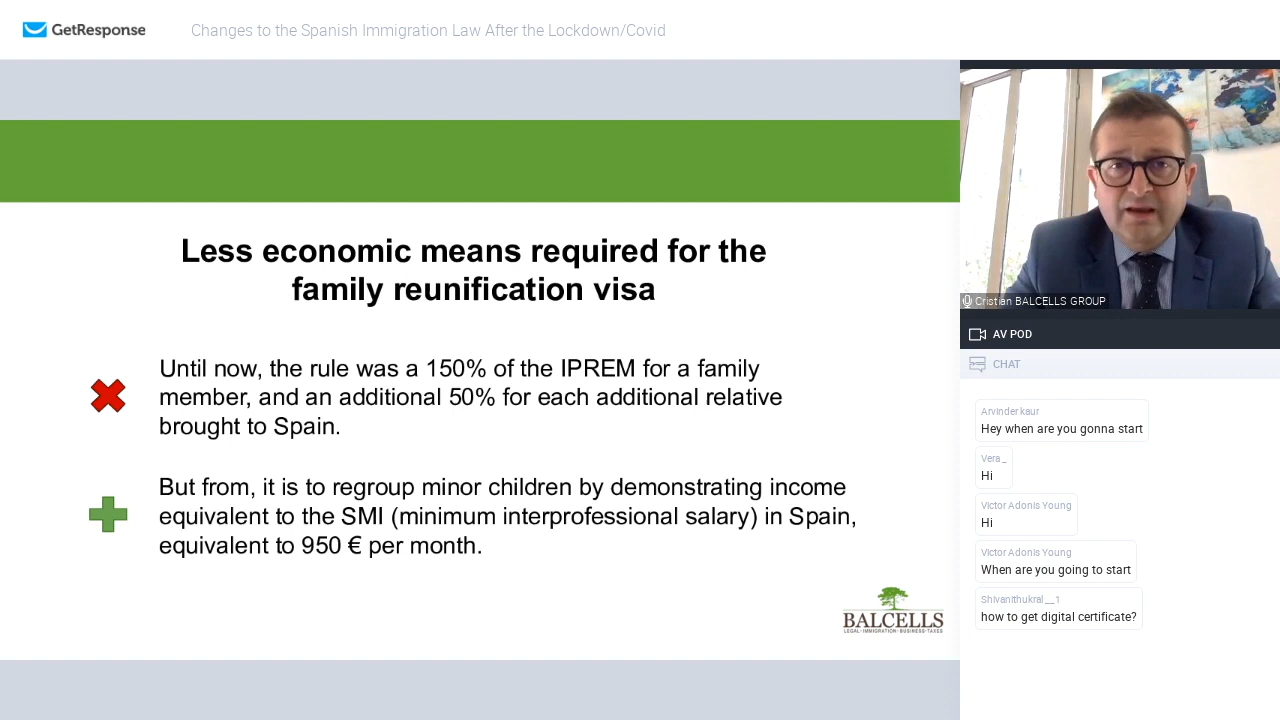 GetResponse
Changes to the Spanish Immigration Law After the Lockdown/Covid
Less economic means required for the
family reunification visa
Until now, the rule was a 150% of the IPREM for a family
member, and an additional 50% for each additional relative
brought to Spain.
But from, it is to regroup minor children by demonstrating income
equivalent to the SMI (minimum interprofessional salary) in Spain,
equivalent to 950 € per month.
BALCELLS
LEGAL·IMMIGRATION·BUSINESS·TAXES
Cristian BALCELLS GROUP
AV POD
CHAT
Arvinder kaur
Hey when are you gonna start
Vera_
Hi
Victor Adonis Young
Hi
Victor Adonis Young
When are you going to start
Shivanithukral__1
how to get digital certificate?